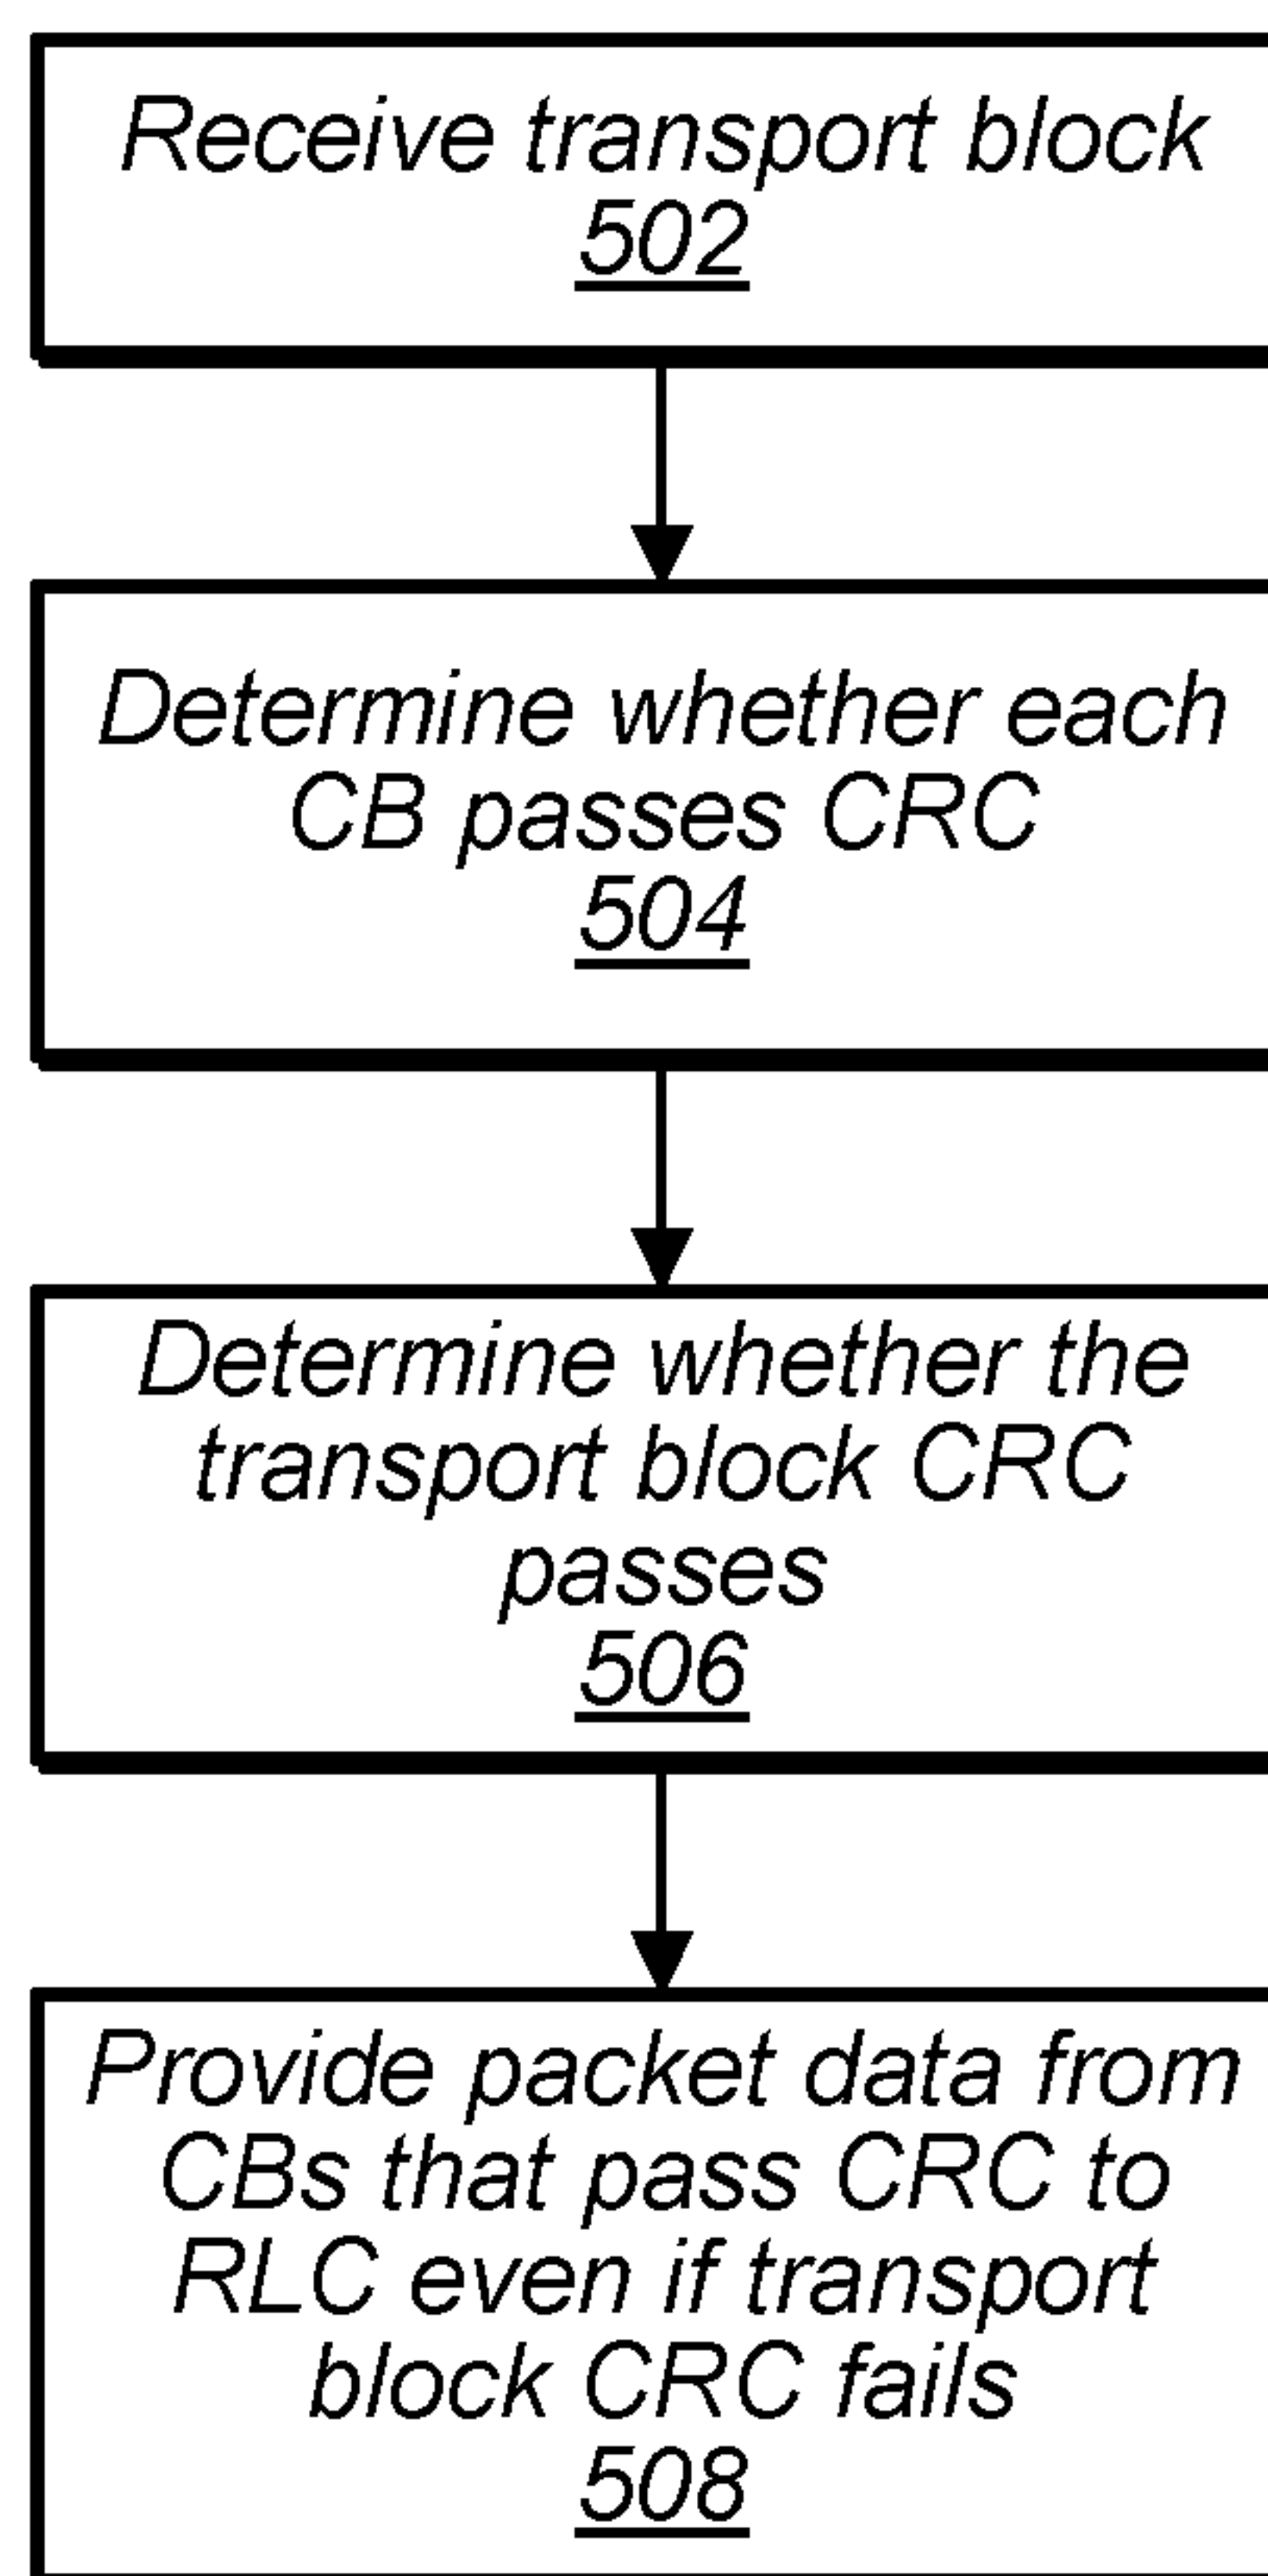 Receive transport block
502
Determine whether each
CB passes CRC
504
Determine whether the
transport block CRC
passes
506
Provide packet data from
CBs that pass CRC to
RLC even if transport
block CRC fails
508